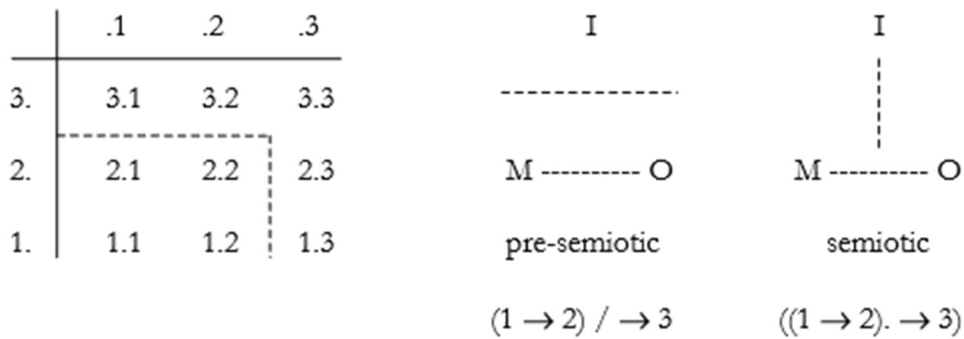 .1 .2 .3 I I
3. 3.1 3.2 3.3
2. 2.1 2.2 2.3 M O M O
1. 1.1 1.2 1.3 pre-semiotic semiotic
(1 → 2) / → 3 ((1 → 2). → 3)